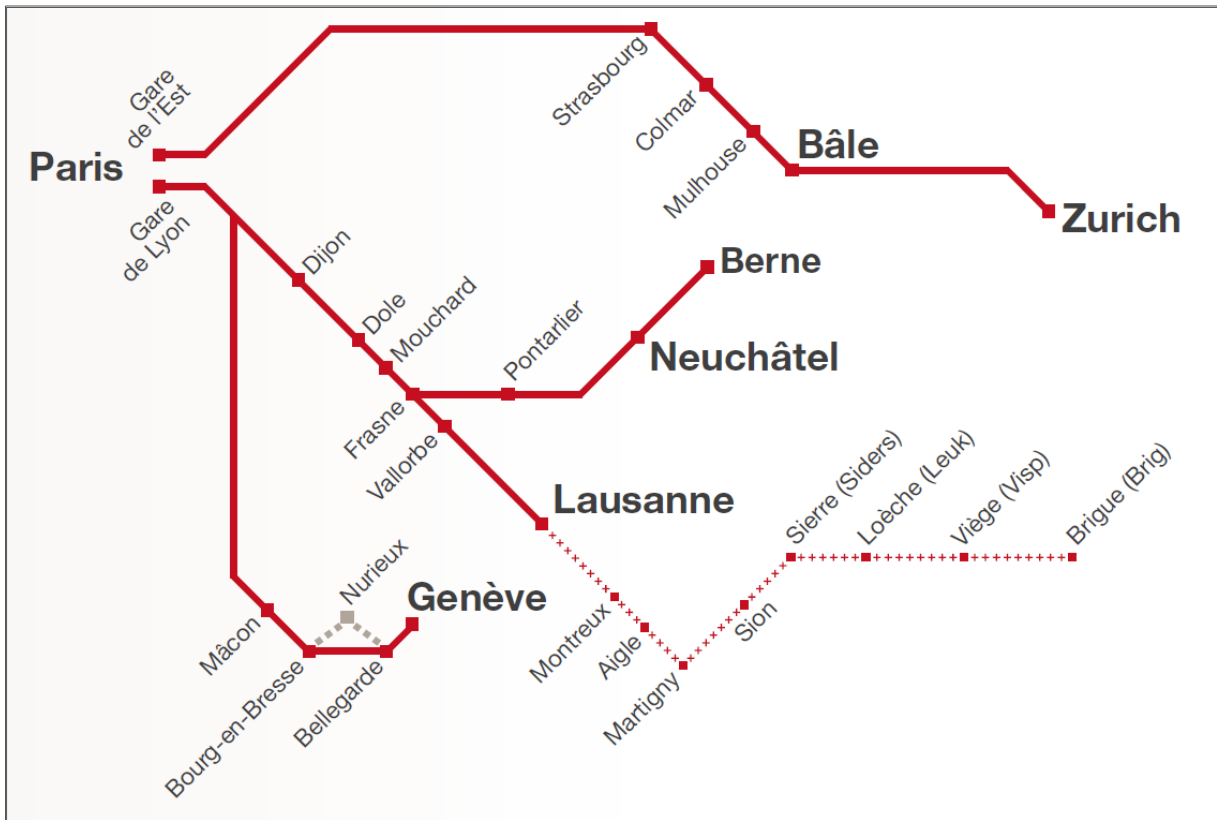 Gare
de l'Est
Paris
Gare
de Lyon
Strasbourg
Colmar
Mulhouse
Bâle
Zurich
Dijon
Dole
Mouchard
Frasne
Pontarlier
Neuchâtel
Berne
Vallorbe
Lausanne
Montreux
Aigle
Martigny
Sion
Sierre (Siders)
Loèche (Leuk)
Viège (Visp)
Brigue (Brig)
Mâcon
Bourg-en-Bresse
Nurieux
Bellegarde
Genève